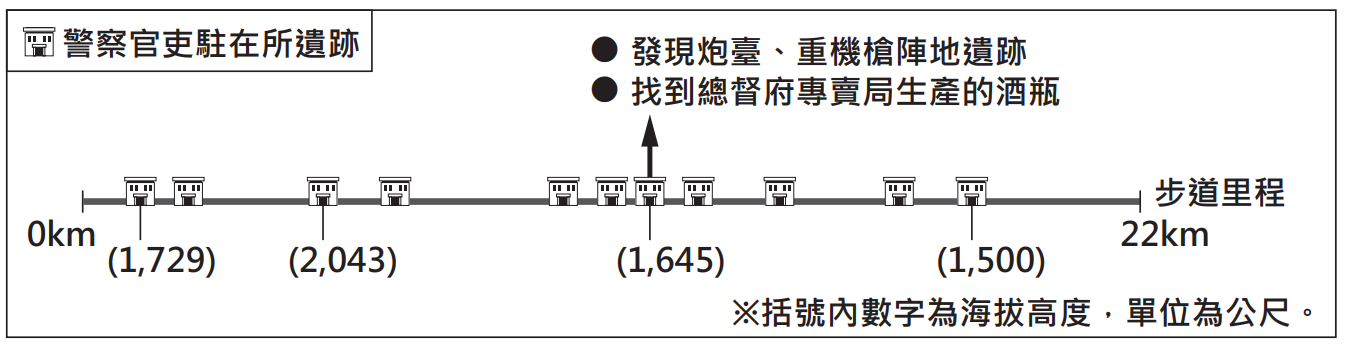 警察官吏駐在所遺跡
● 發現炮臺、重機槍陣地遺跡
● 找到總督府專賣局生產的酒瓶
步道里程
0km
22km
(1,729)
(2,043)
(1,645)
(1,500)
※括號內數字為海拔高度，單位為公尺。